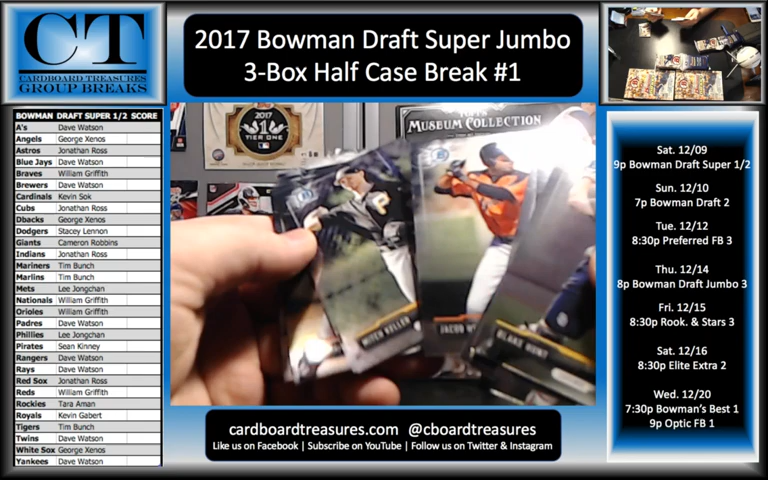 CT
CARDBOARD TREASURES
GROUP BREAKS
2017 Bowman Draft Super Jumbo
3-Box Half Case Break #1
BOWMAN DRAFT SUPER 1/2 SCORE
A's Dave Watson
Angels George Xenos
Astros Jonathan Ross
Blue Jays Dave Watson
Braves William Griffith
Brewers Dave Watson
Cardinals Kevin Sok
Cubs Jonathan Ross
Dbacks George Xenos
Dodgers Stacey Lennon
Giants Cameron Robbins
Indians Jonathan Ross
Mariners Tim Bunch
Marlins Tim Bunch
Mets Lee Jongchan
Nationals William Griffith
Orioles William Griffith
Padres Dave Watson
Phillies Lee Jongchan
Pirates Sean Kinney
Rangers Dave Watson
Rays Dave Watson
Red Sox Jonathan Ross
Reds William Griffith
Rockies Tara Aman
Royals Kevin Gabert
Tigers Tim Bunch
Twins Dave Watson
White Sox George Xenos
Yankees Dave Watson
2017
1
TIER ONE
MUSEUM COLLECTION
P
MITCH KELLER
JACOB
BLAKE HUNT
Sat. 12/09
9p Bowman Draft Super 1/2
Sun. 12/10
7p Bowman Draft 2
Tue. 12/12
8:30p Preferred FB 3
Thu. 12/14
8p Bowman Draft Jumbo 3
Fri. 12/15
8:30p Rook. & Stars 3
Sat. 12/16
8:30p Elite Extra 2
Wed. 12/20
7:30p Bowman's Best 1
9p Optic FB 1
cardboardtreasures.com @cboardtreasures
Like us on Facebook | Subscribe on YouTube | Follow us on Twitter & Instagram